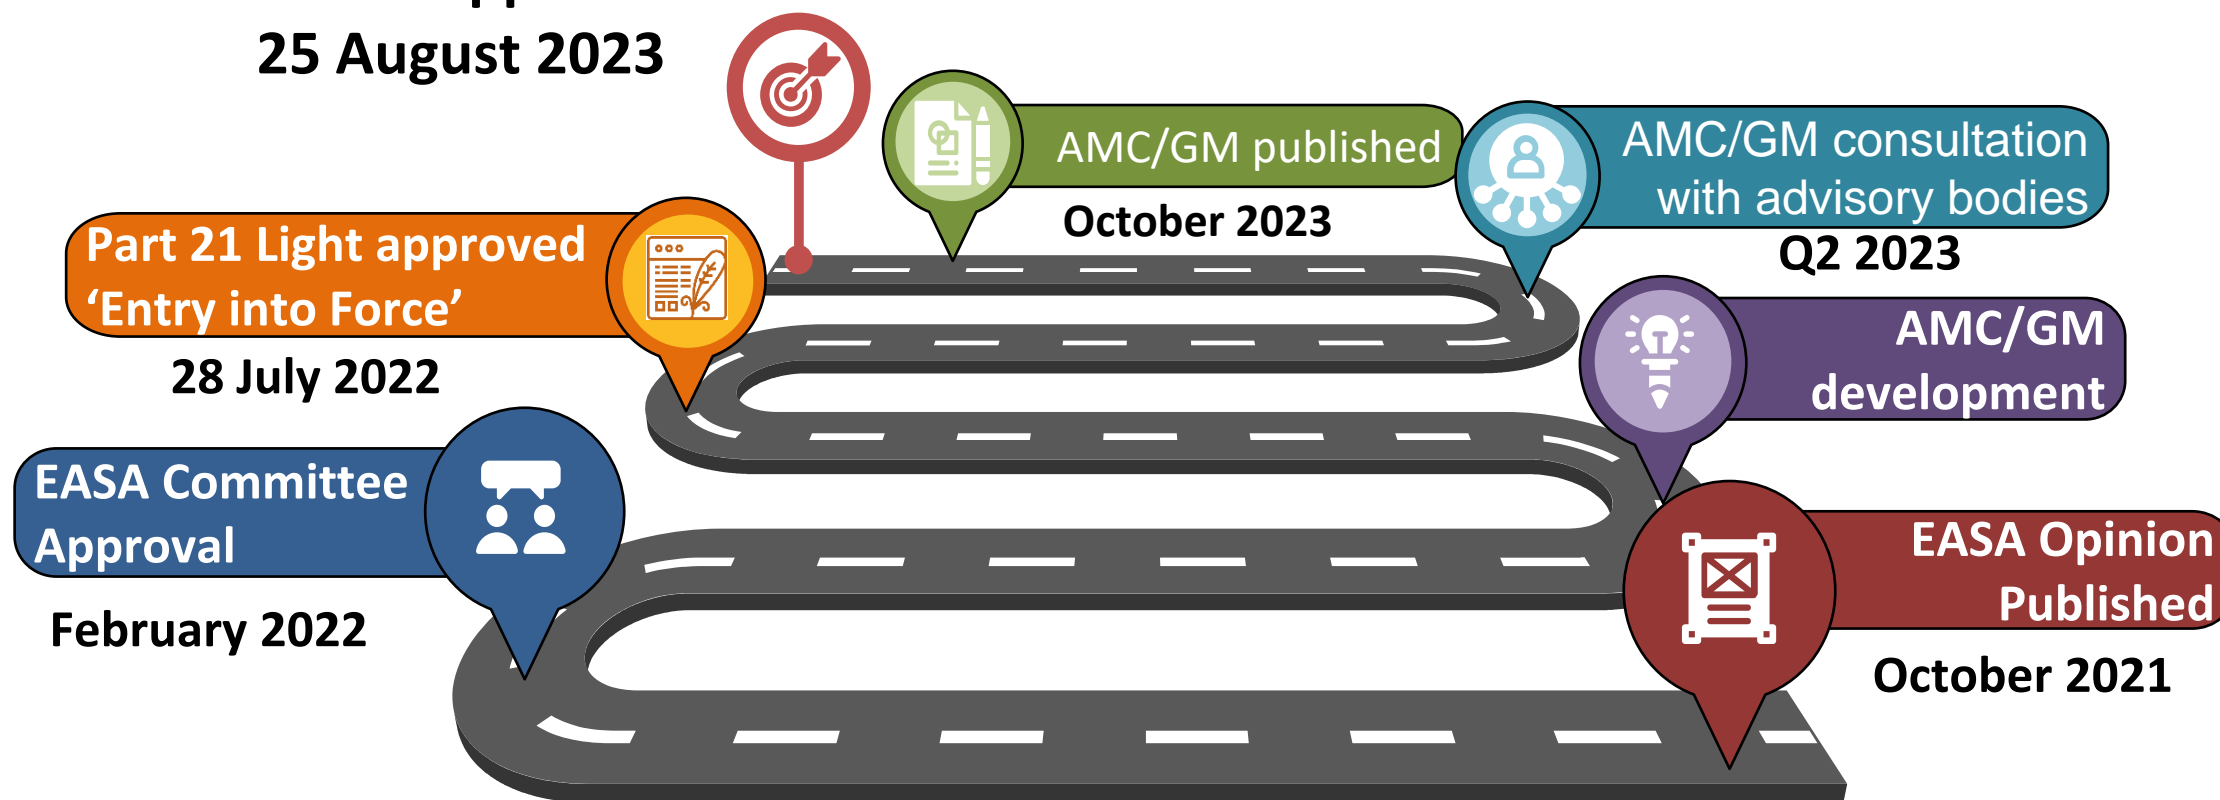 25 August 2023
AMC/GM published
October 2023
AMC/GM consultation
with advisory bodies
Q2 2023
Part 21 Light approved
‘Entry into Force’
28 July 2022
AMC/GM
development
EASA Committee
Approval
February 2022
EASA Opinion
Published
October 2021